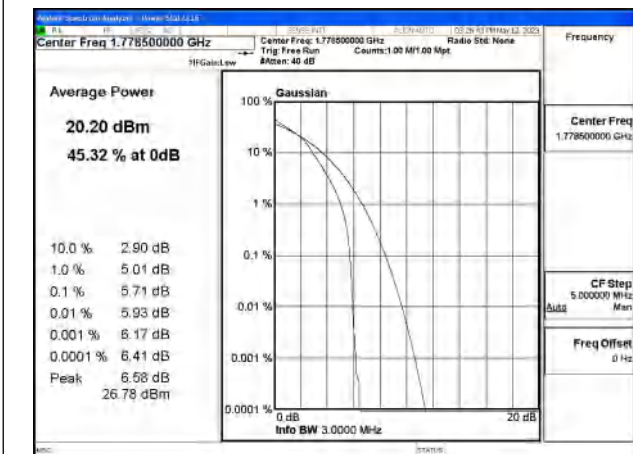 Center Freq 1.778500000 GHz
Center Freq: 1.778500000 GHz
Radio Std: None
Trig: Free Run
Counts:1.00 M/1.00 Mpt
#IFGain:Low
#Atten: 40 dB
Average Power
20.20 dBm
45.32 % at 0dB
10.0 % 2.90 dB
1.0 % 5.01 dB
0.1 % 5.71 dB
0.01 % 5.93 dB
0.001 % 6.17 dB
0.0001 % 6.41 dB
Peak 6.58 dB
26.78 dBm
Gaussian
100 %
10 %
1 %
0.1 %
0.01 %
0.001 %
0.0001 %
0 dB
20 dB
Info BW 3.0000 MHz
Frequency
Center Freq
1.778500000 GHz
CF Step
5.000000 MHz
Auto Man
Freq Offset
0 Hz
MSG
STATUS